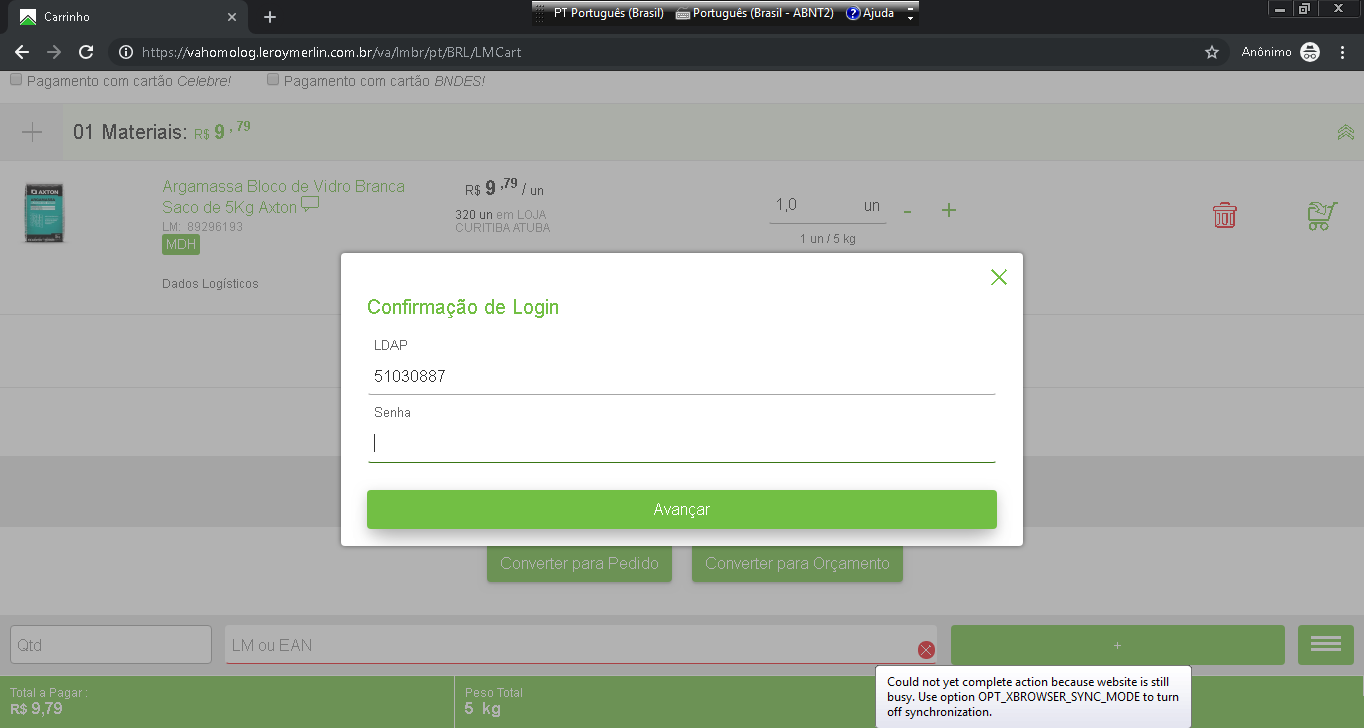 Carrinho
PT Português (Brasil) Português (Brasil - ABNT2) Ajuda
https://vahomolog.leroymerlin.com.br/va/lmbr/pt/BRL/LMCart
Anônimo
Pagamento com cartão Celebre! Pagamento com cartão BNDES!
01 Materiais: R$ 9 ,79
AXTON
Argamassa Bloco de Vidro Branca
Saco de 5Kg Axton
LM: 89296193
MDH
Dados Logísticos
R$ 9 ,79 / un
320 un em LOJA
CURITIBA ATUBA
1,0 un - +
1 un / 5 kg
Confirmação de Login
LDAP
51030887
Senha
Avançar
Converter para Pedido Converter para Orçamento
Qtd LM ou EAN +
Total a Pagar :
R$ 9,79
Peso Total
5 kg
Could not yet complete action because website is still
busy. Use option OPT_XBROWSER_SYNC_MODE to turn
off synchronization.